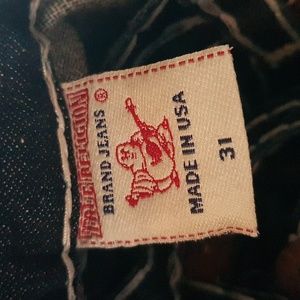 TRUE RELIGION
BRAND JEANS ®
MADE IN USA
31